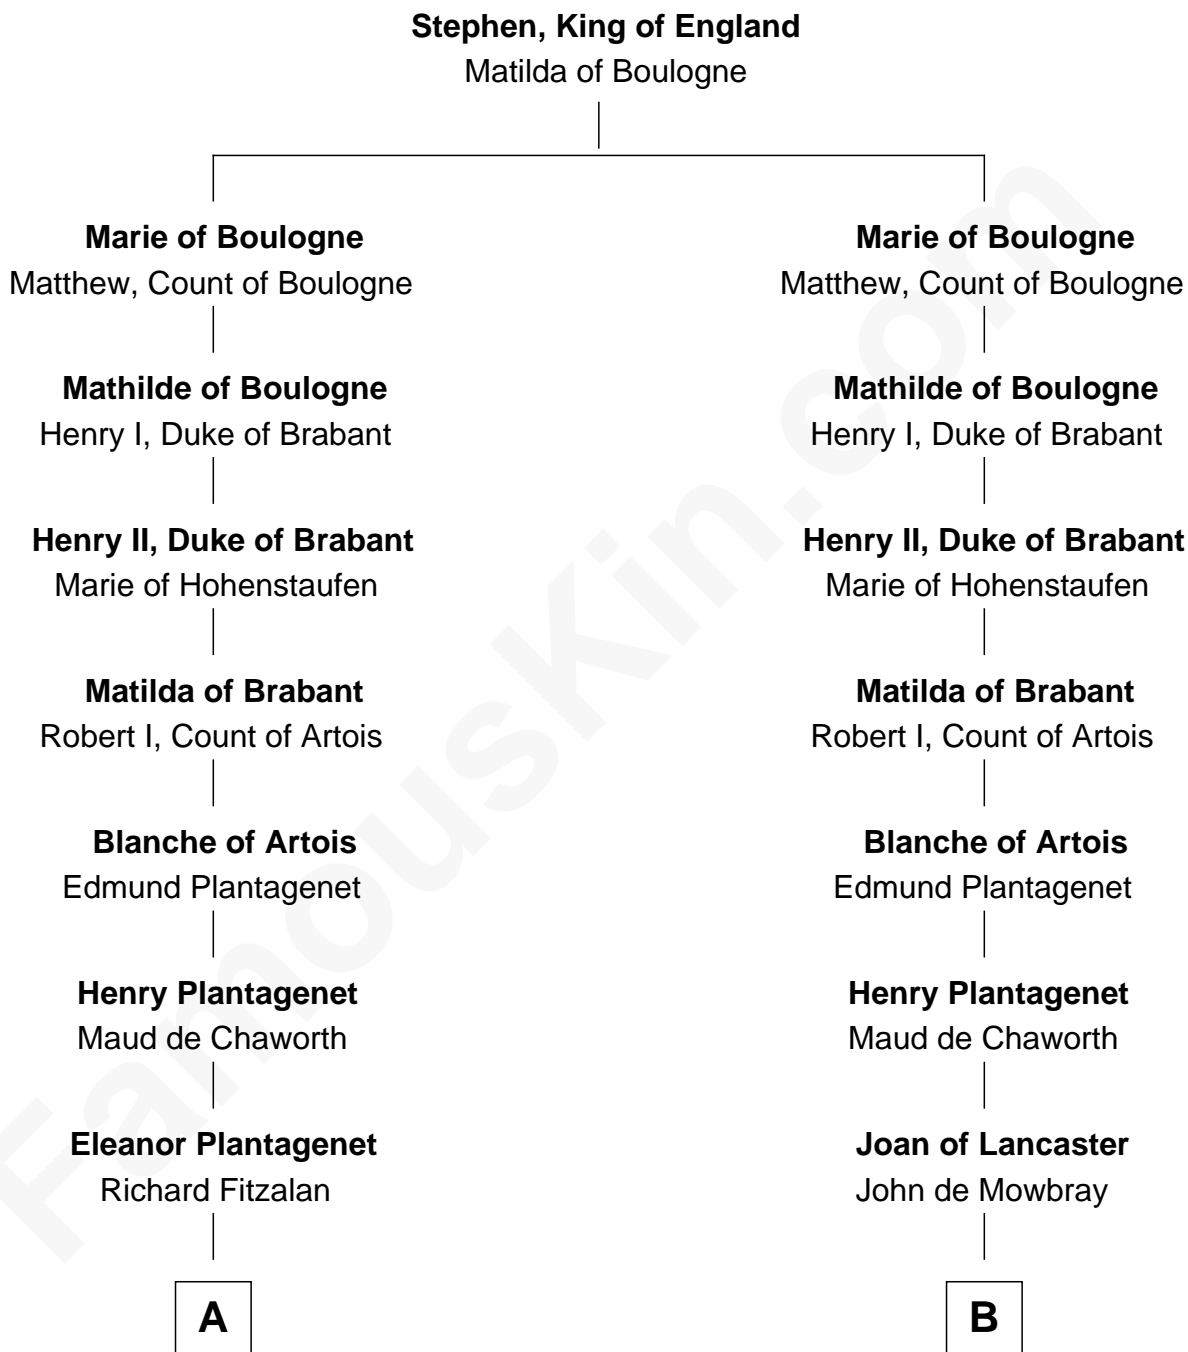 Stephen, King of England
Matilda of Boulogne
Marie of Boulogne
Matthew, Count of Boulogne
Mathilde of Boulogne
Henry I, Duke of Brabant
Henry II, Duke of Brabant
Marie of Hohenstaufen
Matilda of Brabant
Robert I, Count of Artois
Blanche of Artois
Edmund Plantagenet
Henry Plantagenet
Maud de Chaworth
Eleanor Plantagenet
Richard Fitzalan
A
Marie of Boulogne
Matthew, Count of Boulogne
Mathilde of Boulogne
Henry I, Duke of Brabant
Henry II, Duke of Brabant
Marie of Hohenstaufen
Matilda of Brabant
Robert I, Count of Artois
Blanche of Artois
Edmund Plantagenet
Henry Plantagenet
Maud de Chaworth
Joan of Lancaster
John de Mowbray
B
FamousKin.com